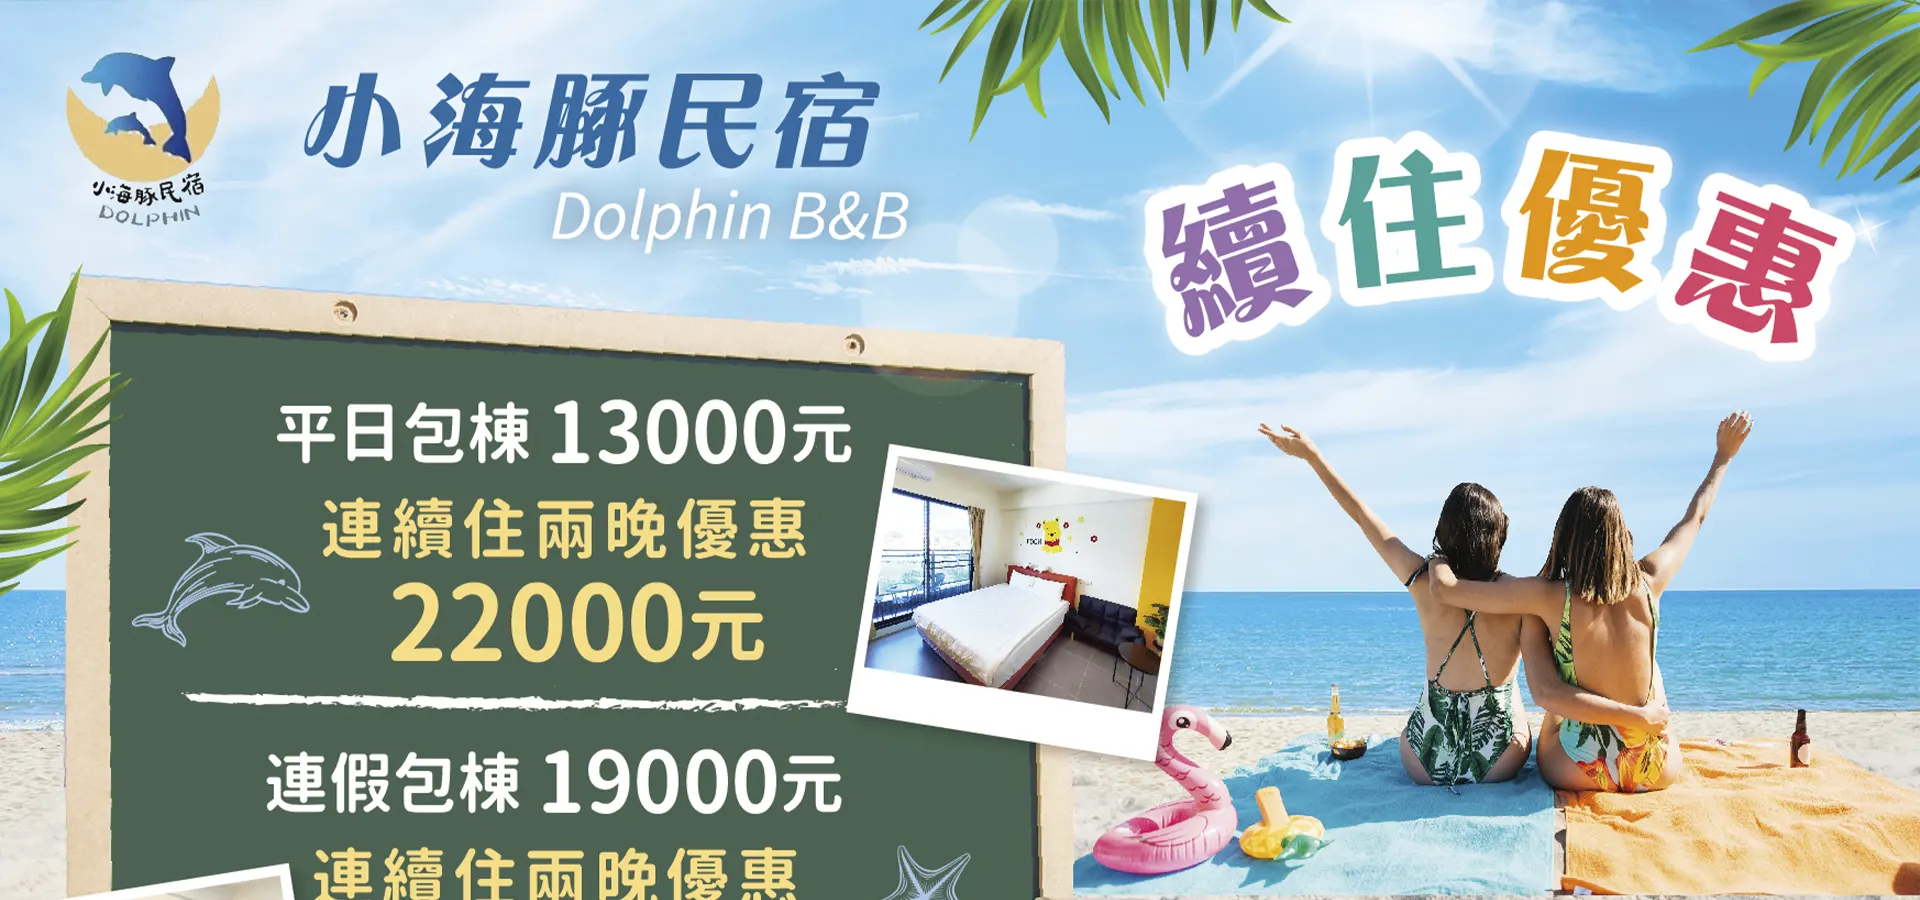 小海豚民宿
DOLPHIN
小海豚民宿
Dolphin B&B
續住優惠
平日包棟 13000元
連續住兩晚優惠
22000元
POOH
連假包棟 19000元
連續住兩晚優惠